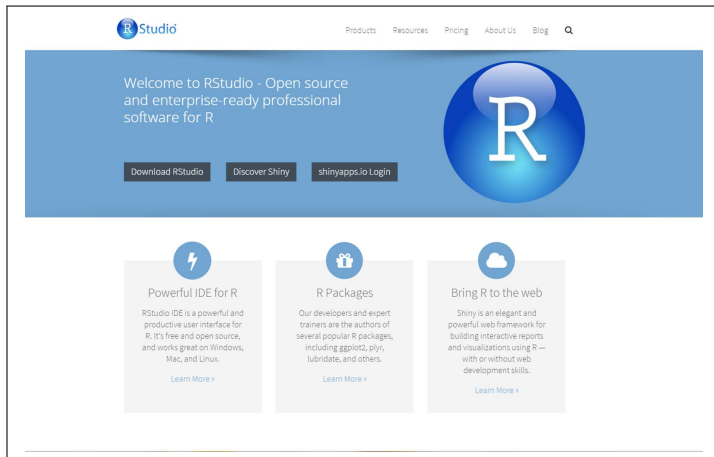 R Studio
Products Resources Pricing About Us Blog
Welcome to RStudio - Open source
and enterprise-ready professional
software for R
R
Download RStudio Discover Shiny shinyapps.io Login
Powerful IDE for R
RStudio IDE is a powerful and
productive user interface for
R. It's free and open source,
and works great on Windows,
Mac, and Linux.
Learn More >
R Packages
Our developers and expert
trainers are the authors of
several popular R packages,
including ggplot2, plyr,
lubridate, and others.
Learn More >
Bring R to the web
Shiny is an elegant and
powerful web framework for
building interactive reports
and visualizations using R —
with or without web
development skills.
Learn More >